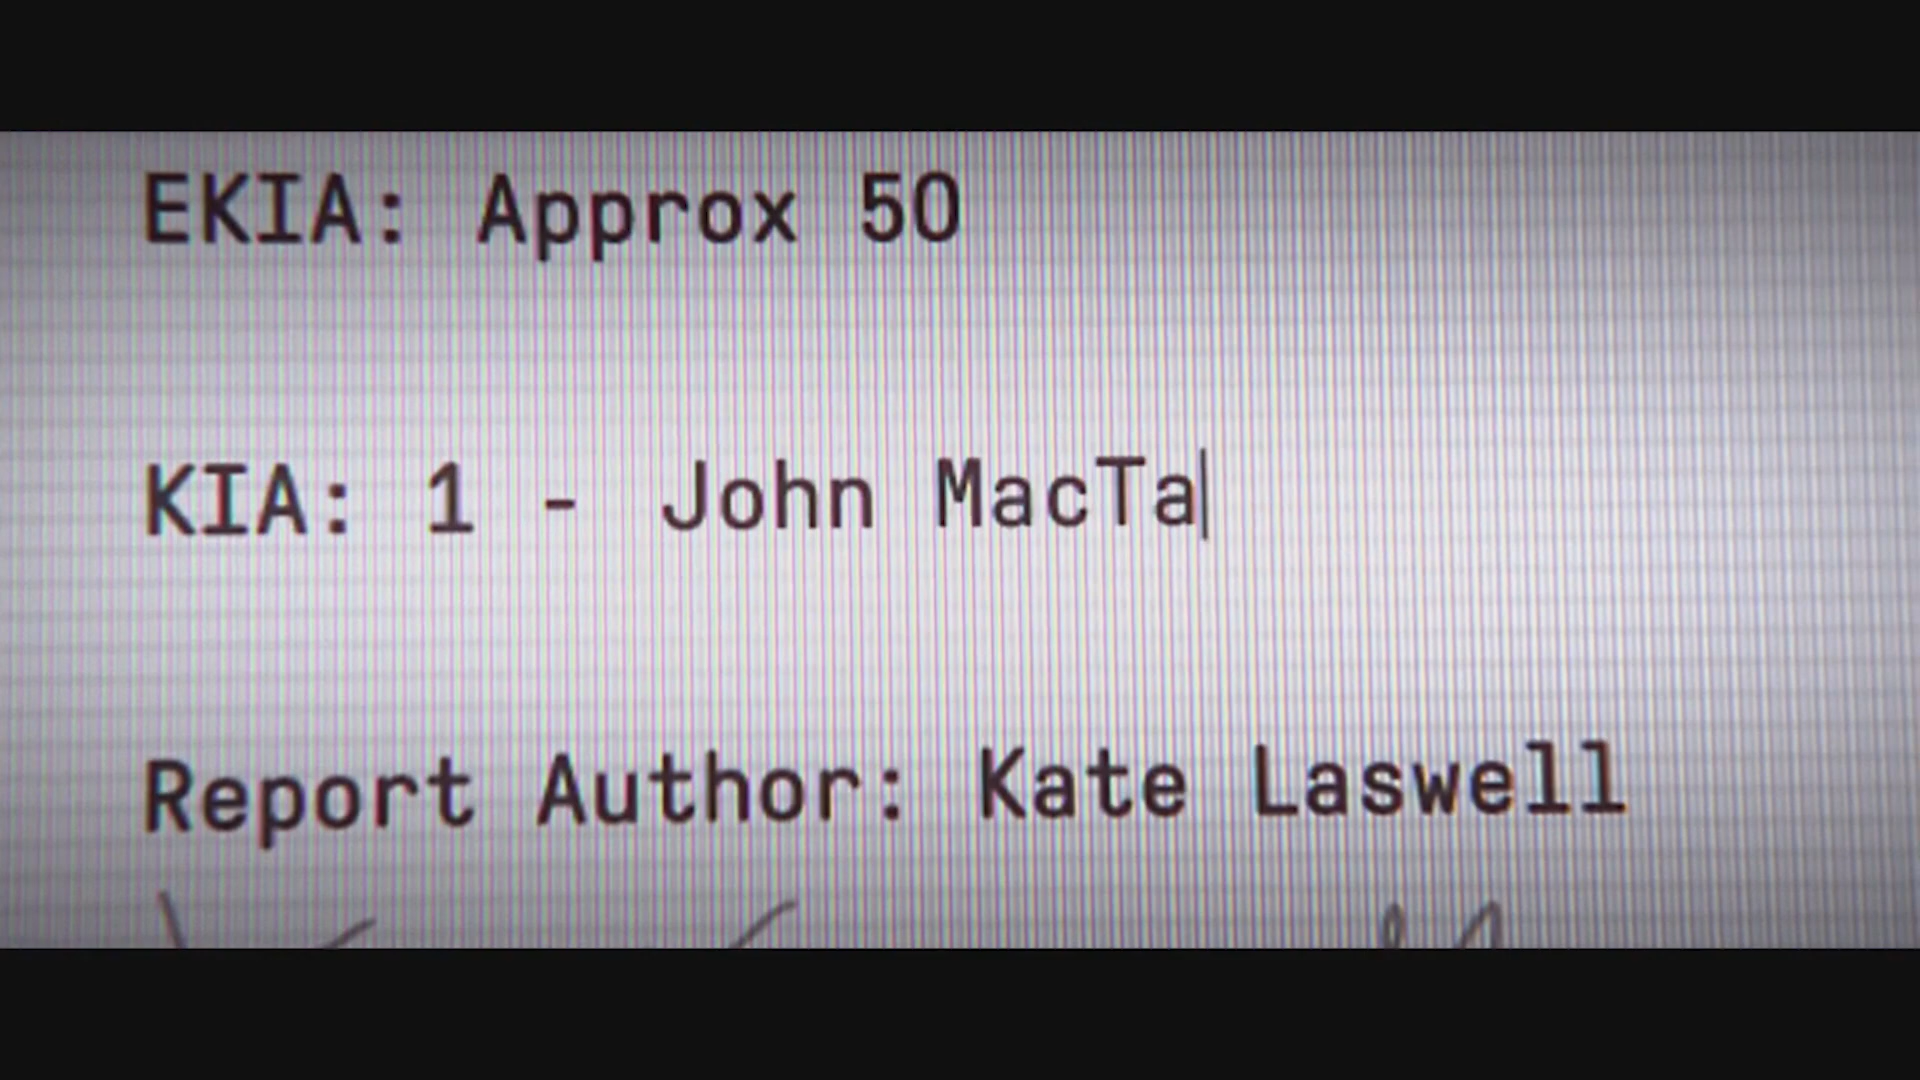 EKIA: Approx 50
KIA: 1 - John MacTa
Report Author: Kate Laswell